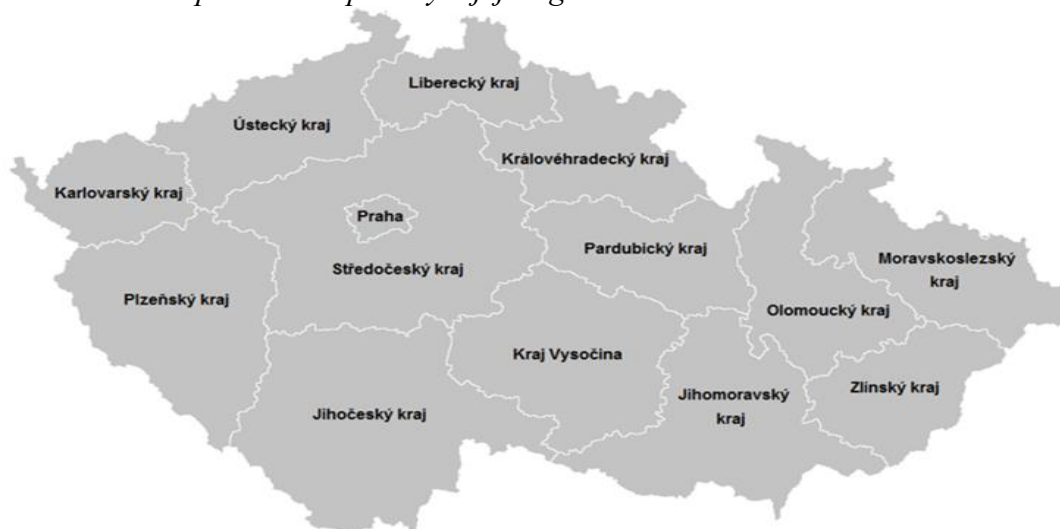 Liberecký kraj
Ústecký kraj
Královéhradecký kraj
Karlovarský kraj
Praha
Pardubický kraj
Středočeský kraj
Moravskoslezský
kraj
Plzeňský kraj
Olomoucký kraj
Kraj Vysočina
Zlínský kraj
Jihomoravský
kraj
Jihočeský kraj